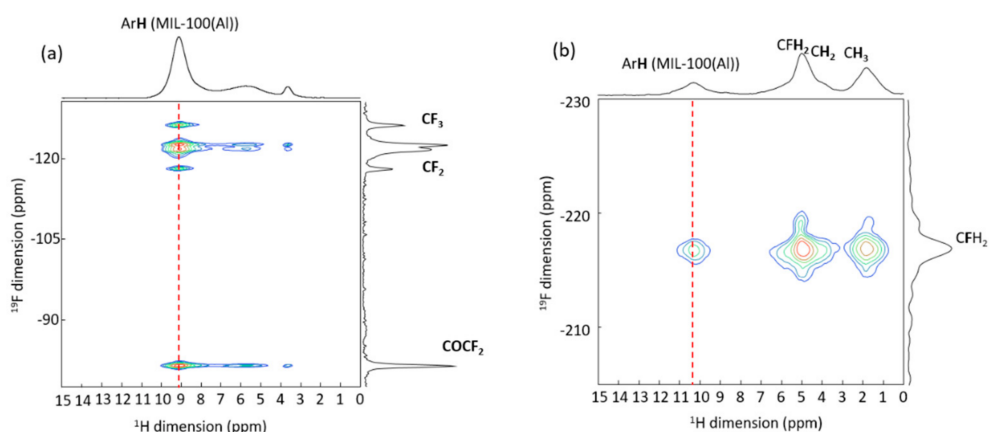 (a)
ArH (MIL-100(Al))
CF3
CF2
COCF2
-120
-105
-90
19F dimension (ppm)
15 14 13 12 11 10 9 8 7 6 5 4 3 2 1 0
1H dimension (ppm)
(b)
ArH (MIL-100(Al))
CFH2
CH2
CH3
CFH2
-230
-220
-210
19F dimension (ppm)
15 14 13 12 11 10 9 8 7 6 5 4 3 2 1 0
1H dimension (ppm)